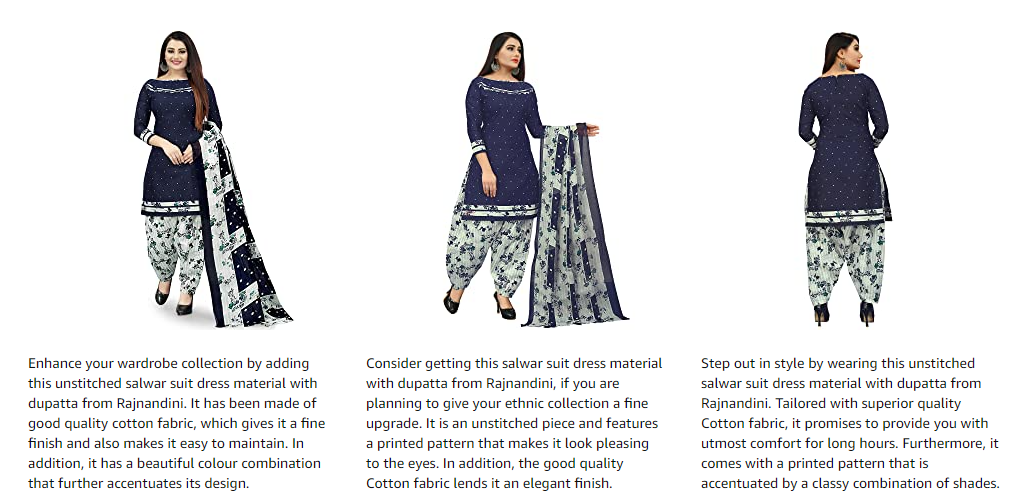 Enhance your wardrobe collection by adding
this unstitched salwar suit dress material with
dupatta from Rajnandini. It has been made of
good quality cotton fabric, which gives it a fine
finish and also makes it easy to maintain. In
addition, it has a beautiful colour combination
that further accentuates its design.
Consider getting this salwar suit dress material
with dupatta from Rajnandini, if you are
planning to give your ethnic collection a fine
upgrade. It is an unstitched piece and features
a printed pattern that makes it look pleasing
to the eyes. In addition, the good quality
Cotton fabric lends it an elegant finish.
Step out in style by wearing this unstitched
salwar suit dress material with dupatta from
Rajnandini. Tailored with superior quality
Cotton fabric, it promises to provide you with
utmost comfort for long hours. Furthermore, it
comes with a printed pattern that is
accentuated by a classy combination of shades.